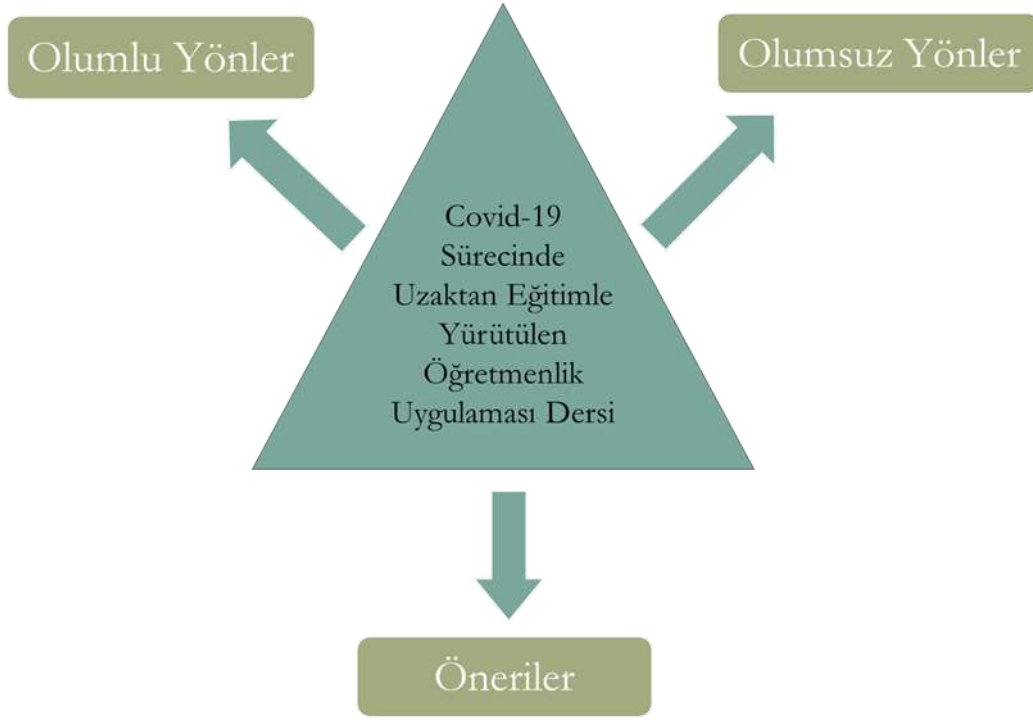 Olumlu Yönler
Olumsuz Yönler
Covid-19
Sürecinde
Uzaktan Eğitimle
Yürütülen
Öğretmenlik
Uygulaması Dersi
Öneriler